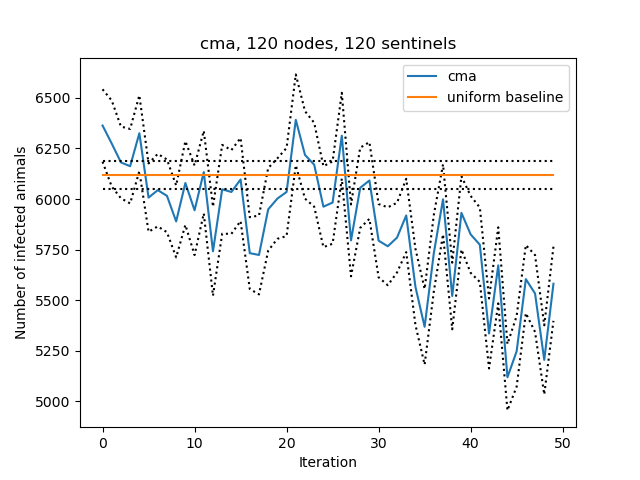 cma, 120 nodes, 120 sentinels
cma
uniform baseline
Number of infected animals
6500
6250
6000
5750
5500
5250
5000
0 10 20 30 40 50
Iteration